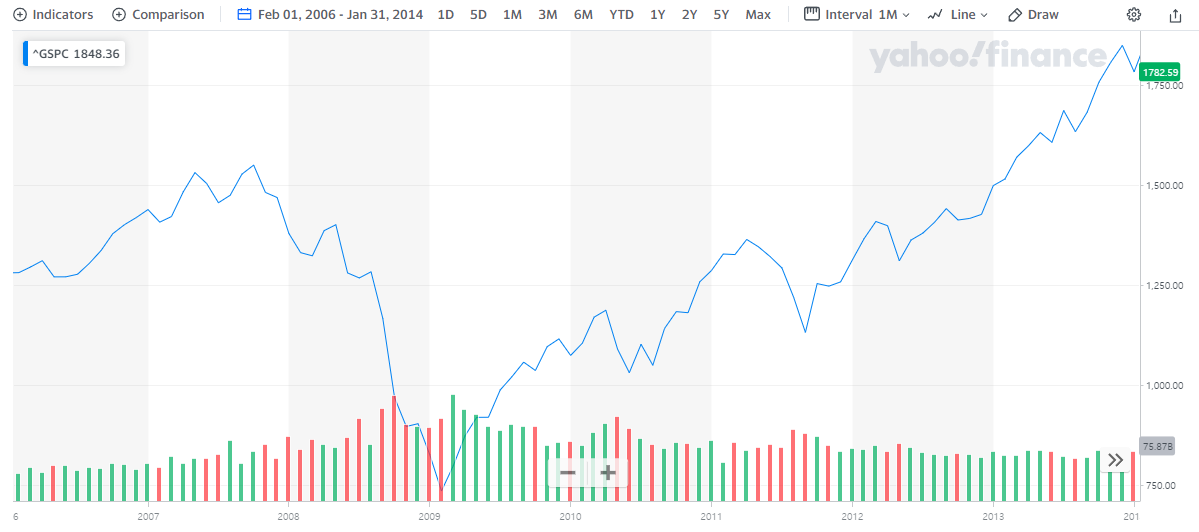 Indicators Comparison Feb 01, 2006 - Jan 31, 2014 1D 5D 1M 3M 6M YTD 1Y 2Y 5Y Max Interval 1M Line Draw
^GSPC 1848.36
yahoo!finance
1782.59
1,750.00
1,500.00
1,250.00
1,000.00
75.87B
750.00
6 2007 2008 2009 2010 2011 2012 2013 201